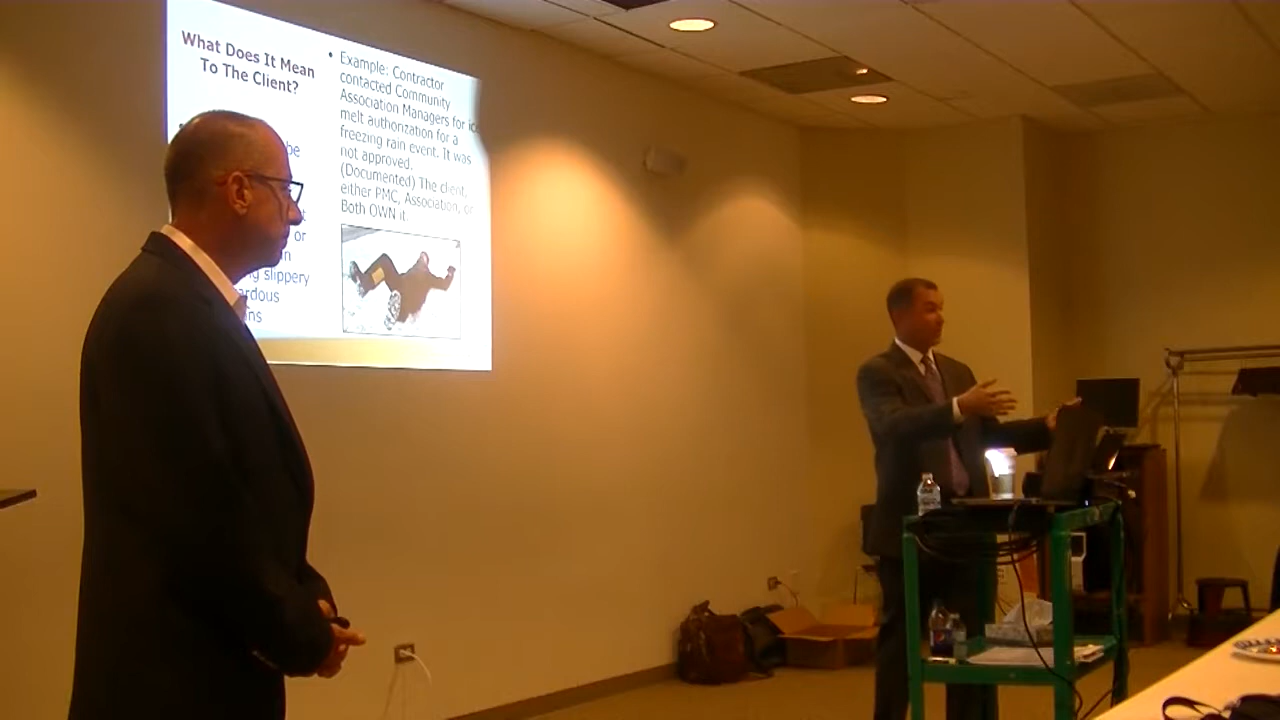 What Does It Mean
To The Client?
be
or
slippery
• Example: Contractor
contacted Community
Association Managers for ice
melt authorization for a
freezing rain event. It was
not approved.
(Documented) The client,
either PMC, Association, or
Both OWN it.